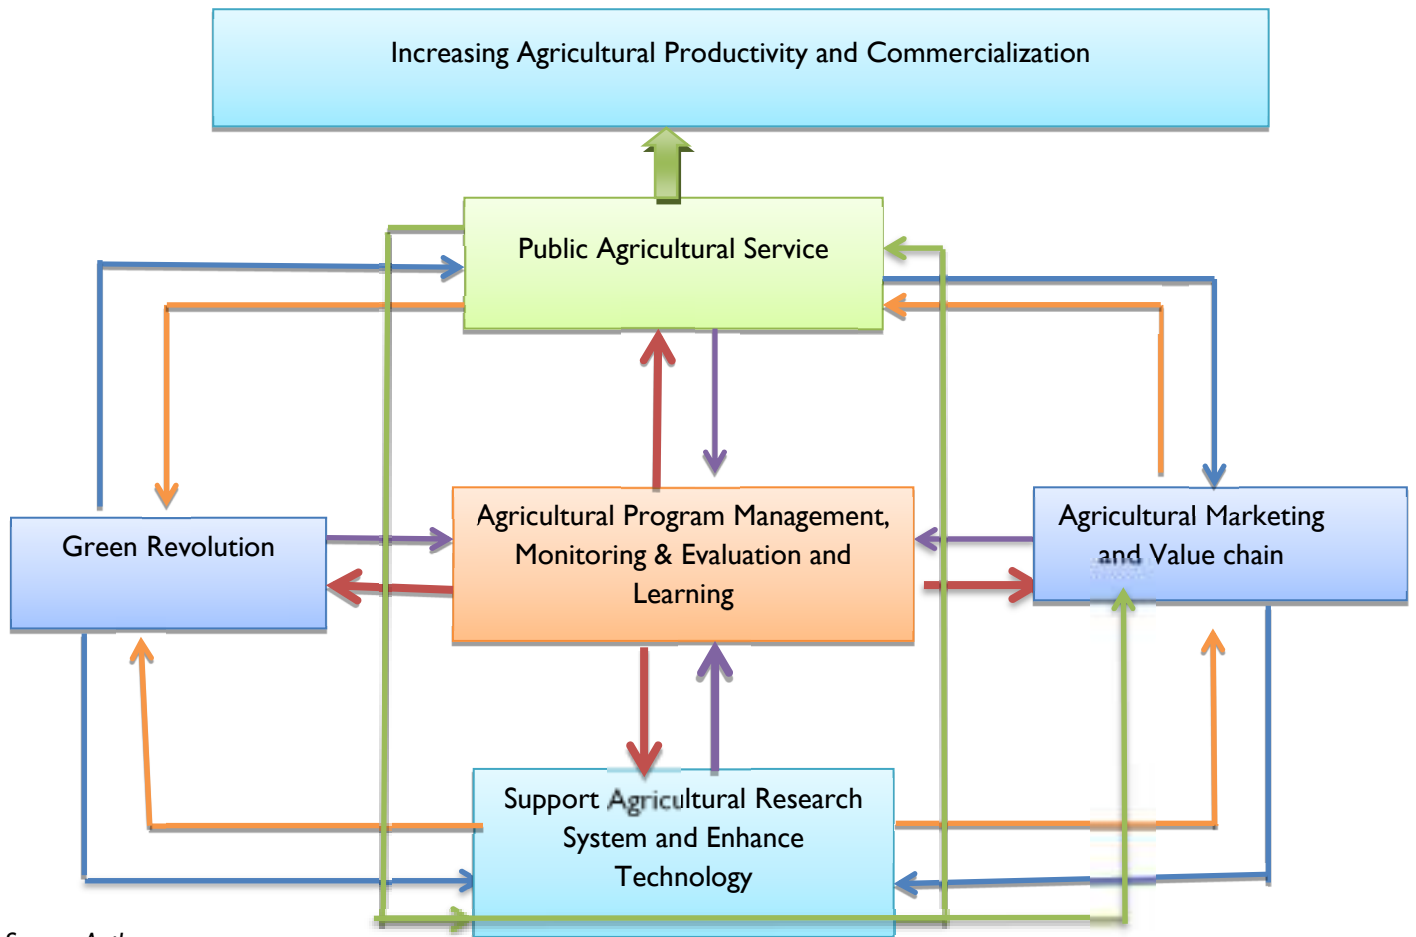 Increasing Agricultural Productivity and Commercialization
Public Agricultural Service
Green Revolution
Agricultural Program Management,
Monitoring & Evaluation and
Learning
Agricultural Marketing
and Value chain
Support Agricultural Research
System and Enhance
Technology